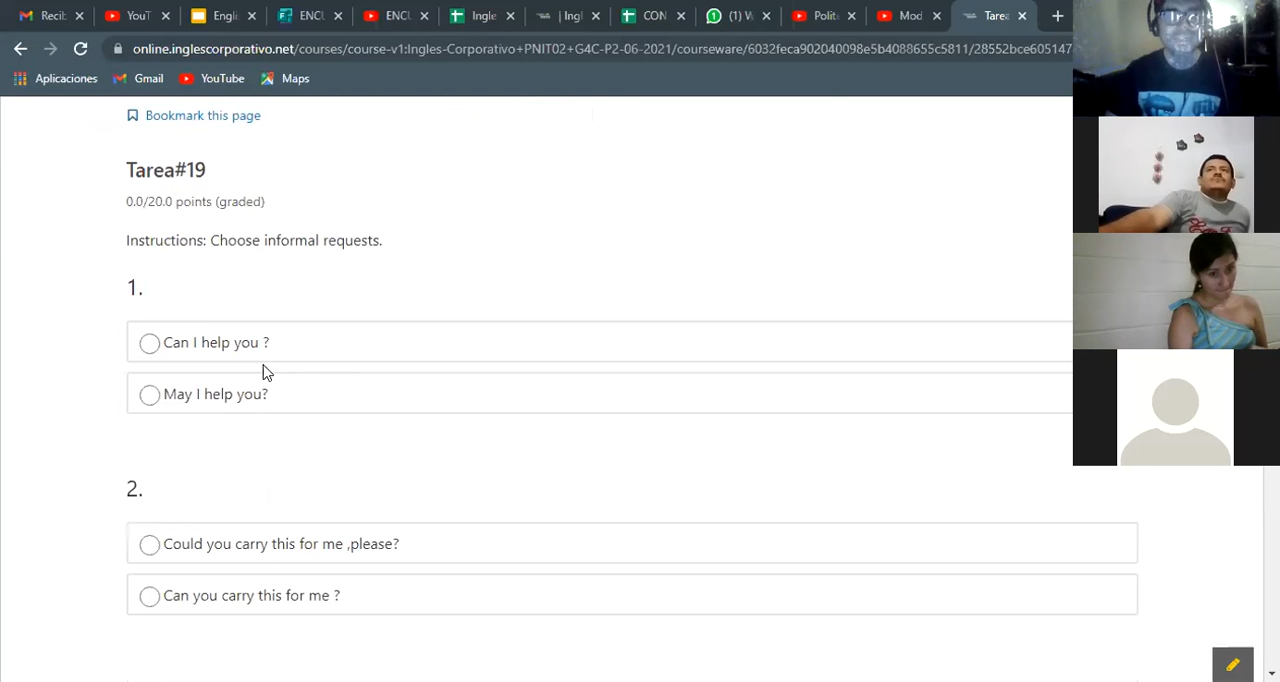 Recil
YouT
Engli
ENCU
ENCU
Ingle
| Ingl
CON
(1) W
Polit
Mod
Tarea
online.inglescorporativo.net/courses/course-v1:Ingles-Corporativo+PNIT02+G4C-P2-06-2021/courseware/6032feca902040098e5b4088655c5811/28552bce605147
Aplicaciones
Gmail
YouTube
Maps
Bookmark this page
Tarea#19
0.0/20.0 points (graded)
Instructions: Choose informal requests.
1.
Can I help you ?
May I help you?
2.
Could you carry this for me ,please?
Can you carry this for me ?